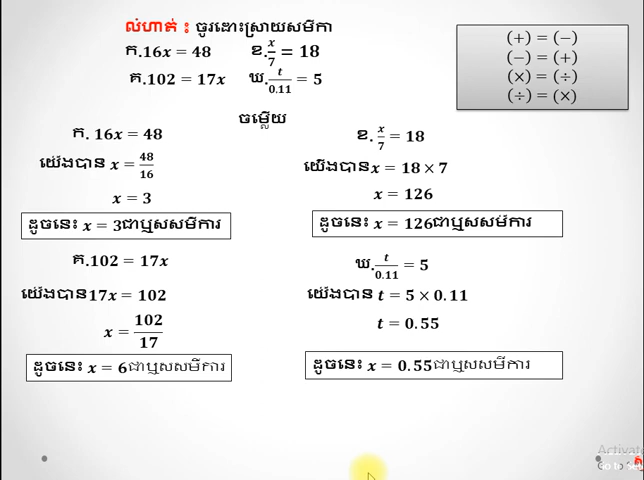 លំហាត់ : ចូរដោះស្រាយសមីកា
ក.16x = 48 ខ.x/7 = 18
គ.102 = 17x ឃ.t/0.11 = 5
(+) = (−)
(−) = (+)
(×) = (÷)
(÷) = (×)
ចម្លើយ
ក. 16x = 48
យើងបាន x = 48/16
x = 3
ដូចនេះ x = 3ជាឬសសមីការ
ខ. x/7 = 18
យើងបានx = 18 × 7
x = 126
ដូចនេះ x = 126ជាឬសសមីការ
គ.102 = 17x
យើងបាន17x = 102
x = 102/17
ដូចនេះ x = 6ជាឬសសមីការ
ឃ.t/0.11 = 5
យើងបាន t = 5 × 0.11
t = 0.55
ដូចនេះ x = 0.55ជាឬសសមីការ
Activat
Go to Set